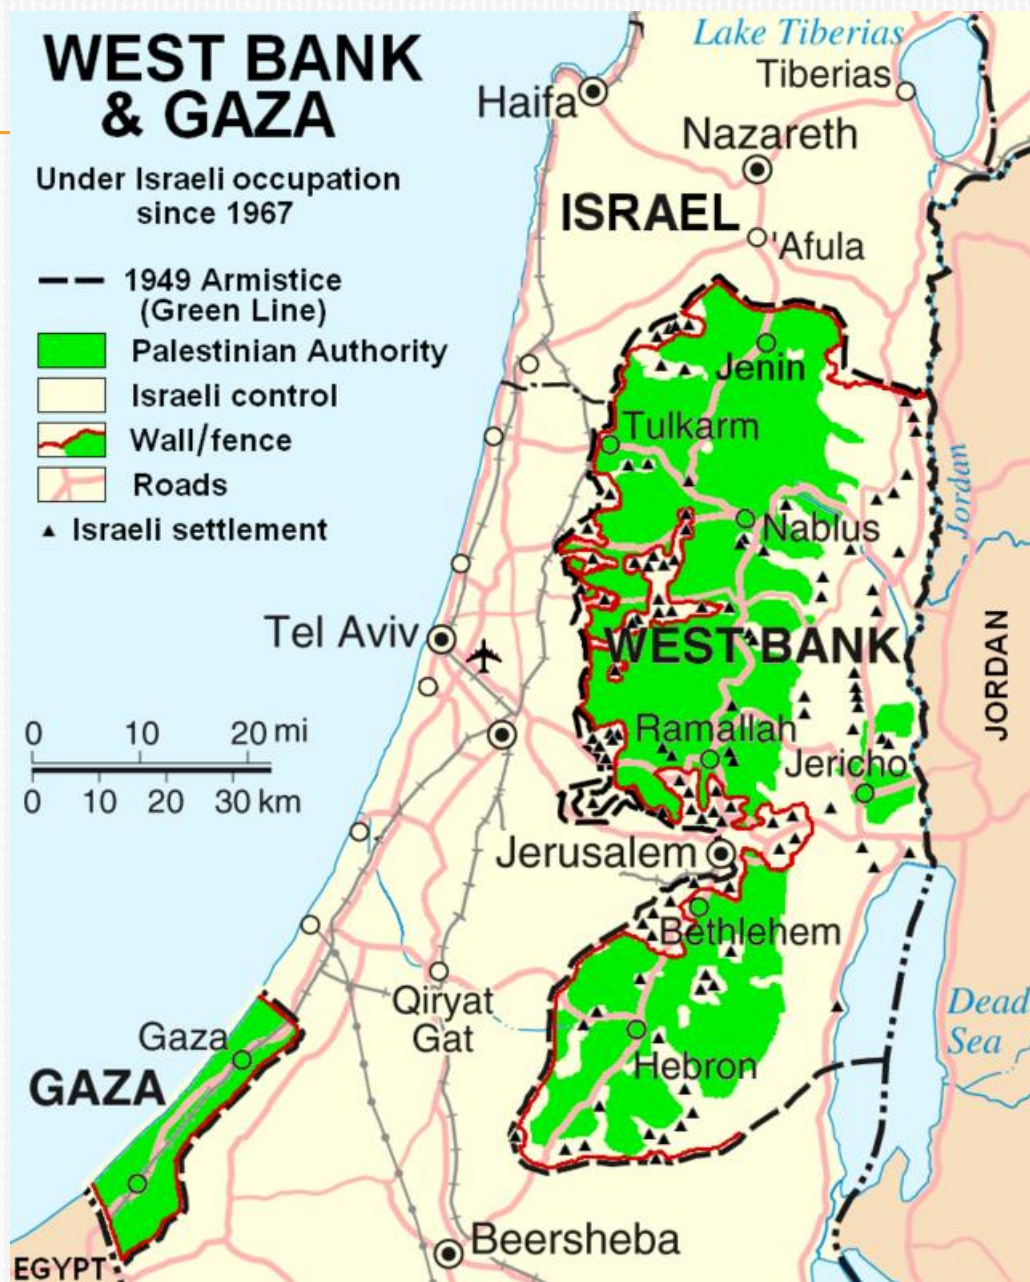 WEST BANK
& GAZA
Under Israeli occupation
since 1967
1949 Armistice
(Green Line)
Palestinian Authority
Israeli control
Wall/fence
Roads
Israeli settlement
Lake Tiberias
Tiberias
Haifa
Nazareth
ISRAEL
'Afula
Jenin
Tulkarm
Nablus
Jordan
Tel Aviv
WEST BANK
JORDAN
0 10 20 mi
0 10 20 30 km
Ramallah
Jericho
Jerusalem
Bethlehem
Qiryat
Gat
Dead
Sea
Gaza
GAZA
Hebron
Beersheba
EGYPT